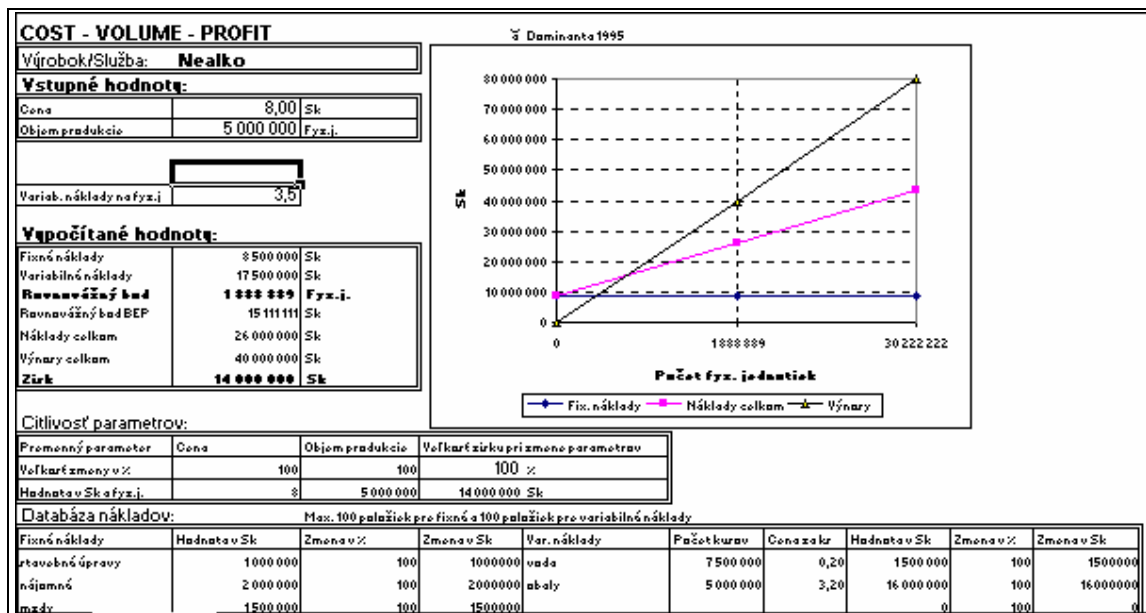 COST - VOLUME - PROFIT
Dominanta 1995
Výrobok/Služba: Nealko
Vstupné hodnoty:
Cena 8,00 Sk
Objem produkcie 5 000 000 Fyz.j.
Variab. náklady na fyz.j 3,5
Vypočítané hodnoty:
Fixné náklady 8 500 000 Sk
Variabilné náklady 17 500 000 Sk
Rovnovážný bod 1 888 889 Fyz.j.
Rovnovážný bod BEP 15 111 111 Sk
Náklady celkom 26 000 000 Sk
Výnosy celkom 40 000 000 Sk
Zisk 14 000 000 Sk
80 000 000
70 000 000
60 000 000
50 000 000
40 000 000
30 000 000
20 000 000
10 000 000
0
Sk
0 1 888 889 30 222 222
Počet fyz. jednotiek
Fix. náklady Náklady celkom Výnosy
Citlivosť parametrov:
Premenný parameter Cena Objem produkcie Veľkosť zisku pri zmene parametrov
Veľkosť zmeny v % 100 100 100 %
Hodnota v Sk a fyz.j. 8 5 000 000 14 000 000 Sk
Databáza nákladov: Max. 100 položiek pre fixné a 100 položiek pre variabilné náklady
Fixné náklady Hodnota v Sk Zmena v % Zmena v Sk Var. náklady Počet kusov Cena za ks Hodnota v Sk Zmena v % Zmena v Sk
stavebné úpravy 1 000 000 100 1000000 voda 7 500 000 0,20 1 500 000 100 1500000
nájomné 2 000 000 100 2000000 obaly 5 000 000 3,20 16 000 000 100 16000000
mzdy 1 500 000 100 1500000 0 100 0